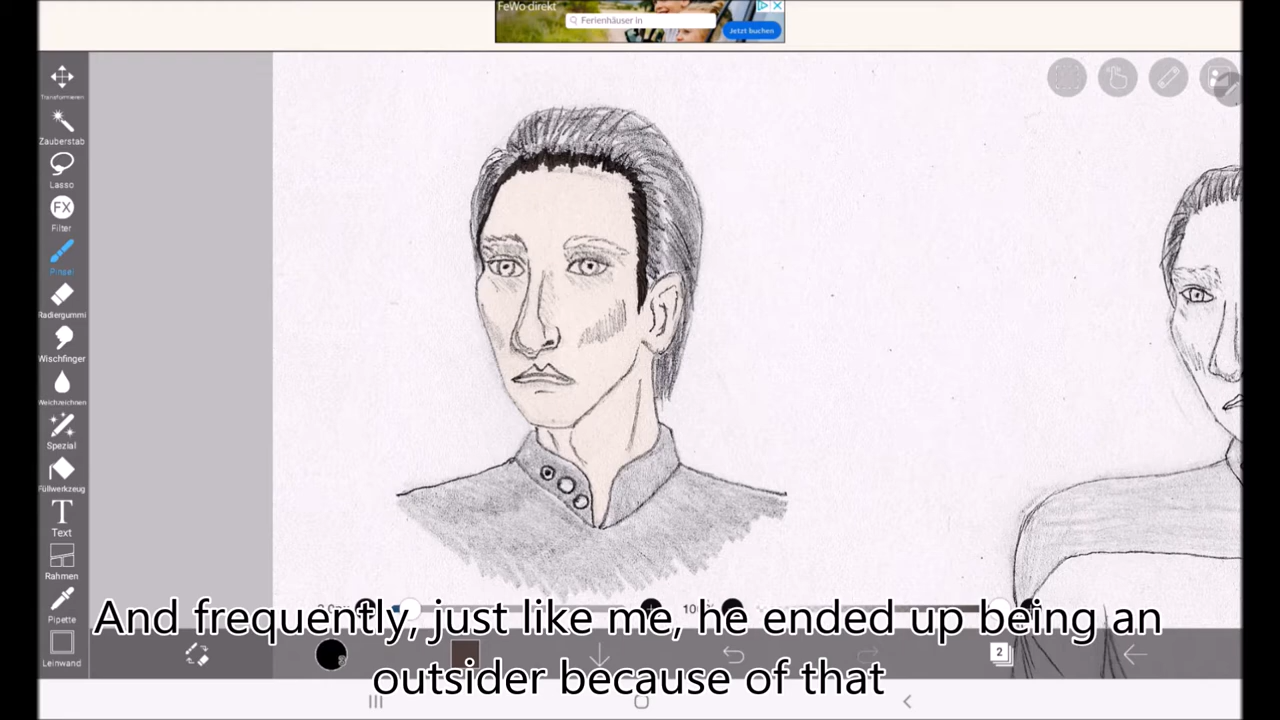 FeWo direkt
Ferienhäuser in
Jetzt buchen
Transformieren
Zauberstab
Lasso
FX
Filter
Pinsel
Radiergummi
Wischfinger
Weichzeichnen
Spezial
Füllwerkzeug
T
Text
Rahmen
Pipette
Leinwand
2
And frequently, just like me, he ended up being an
outsider because of that